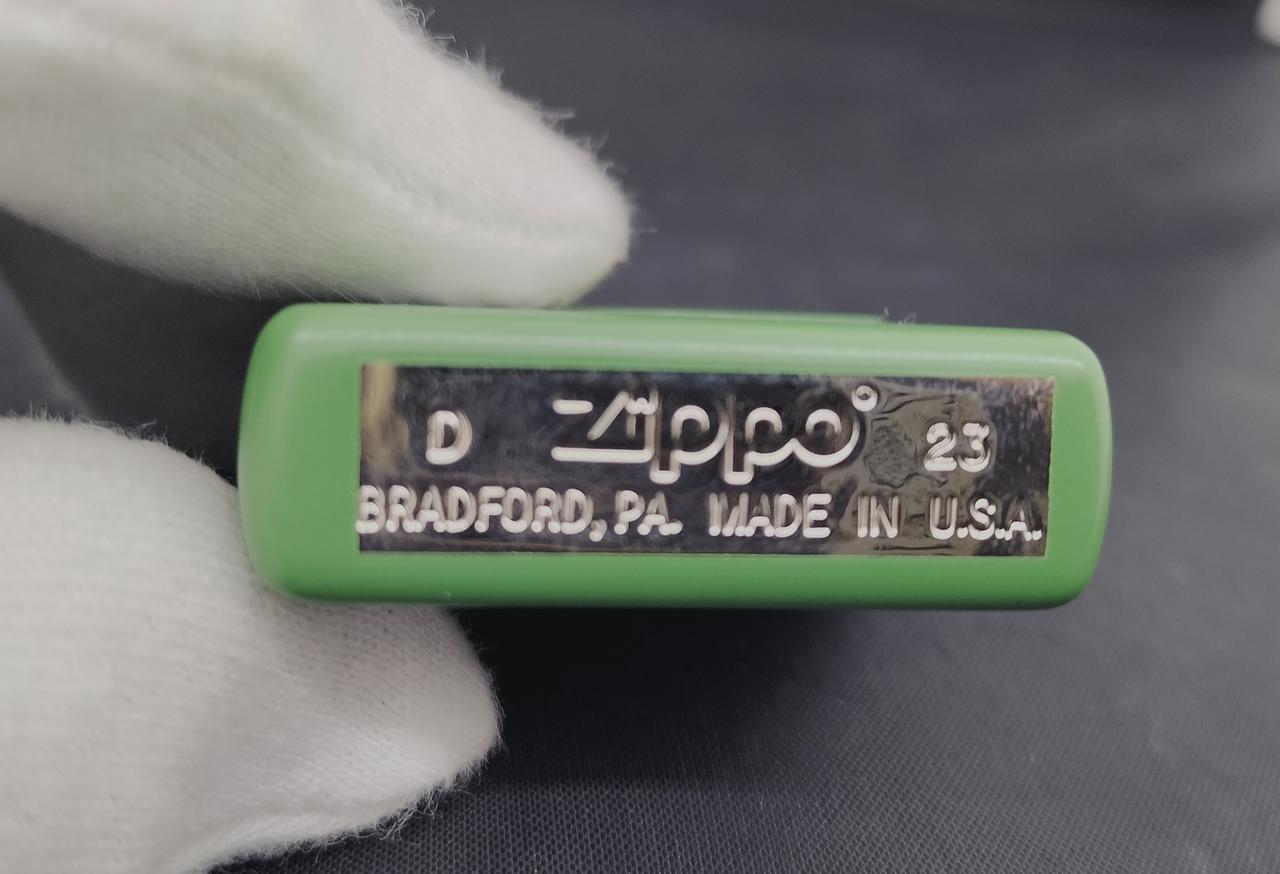 D Zippo® 23
BRADFORD, PA. MADE IN U.S.A.